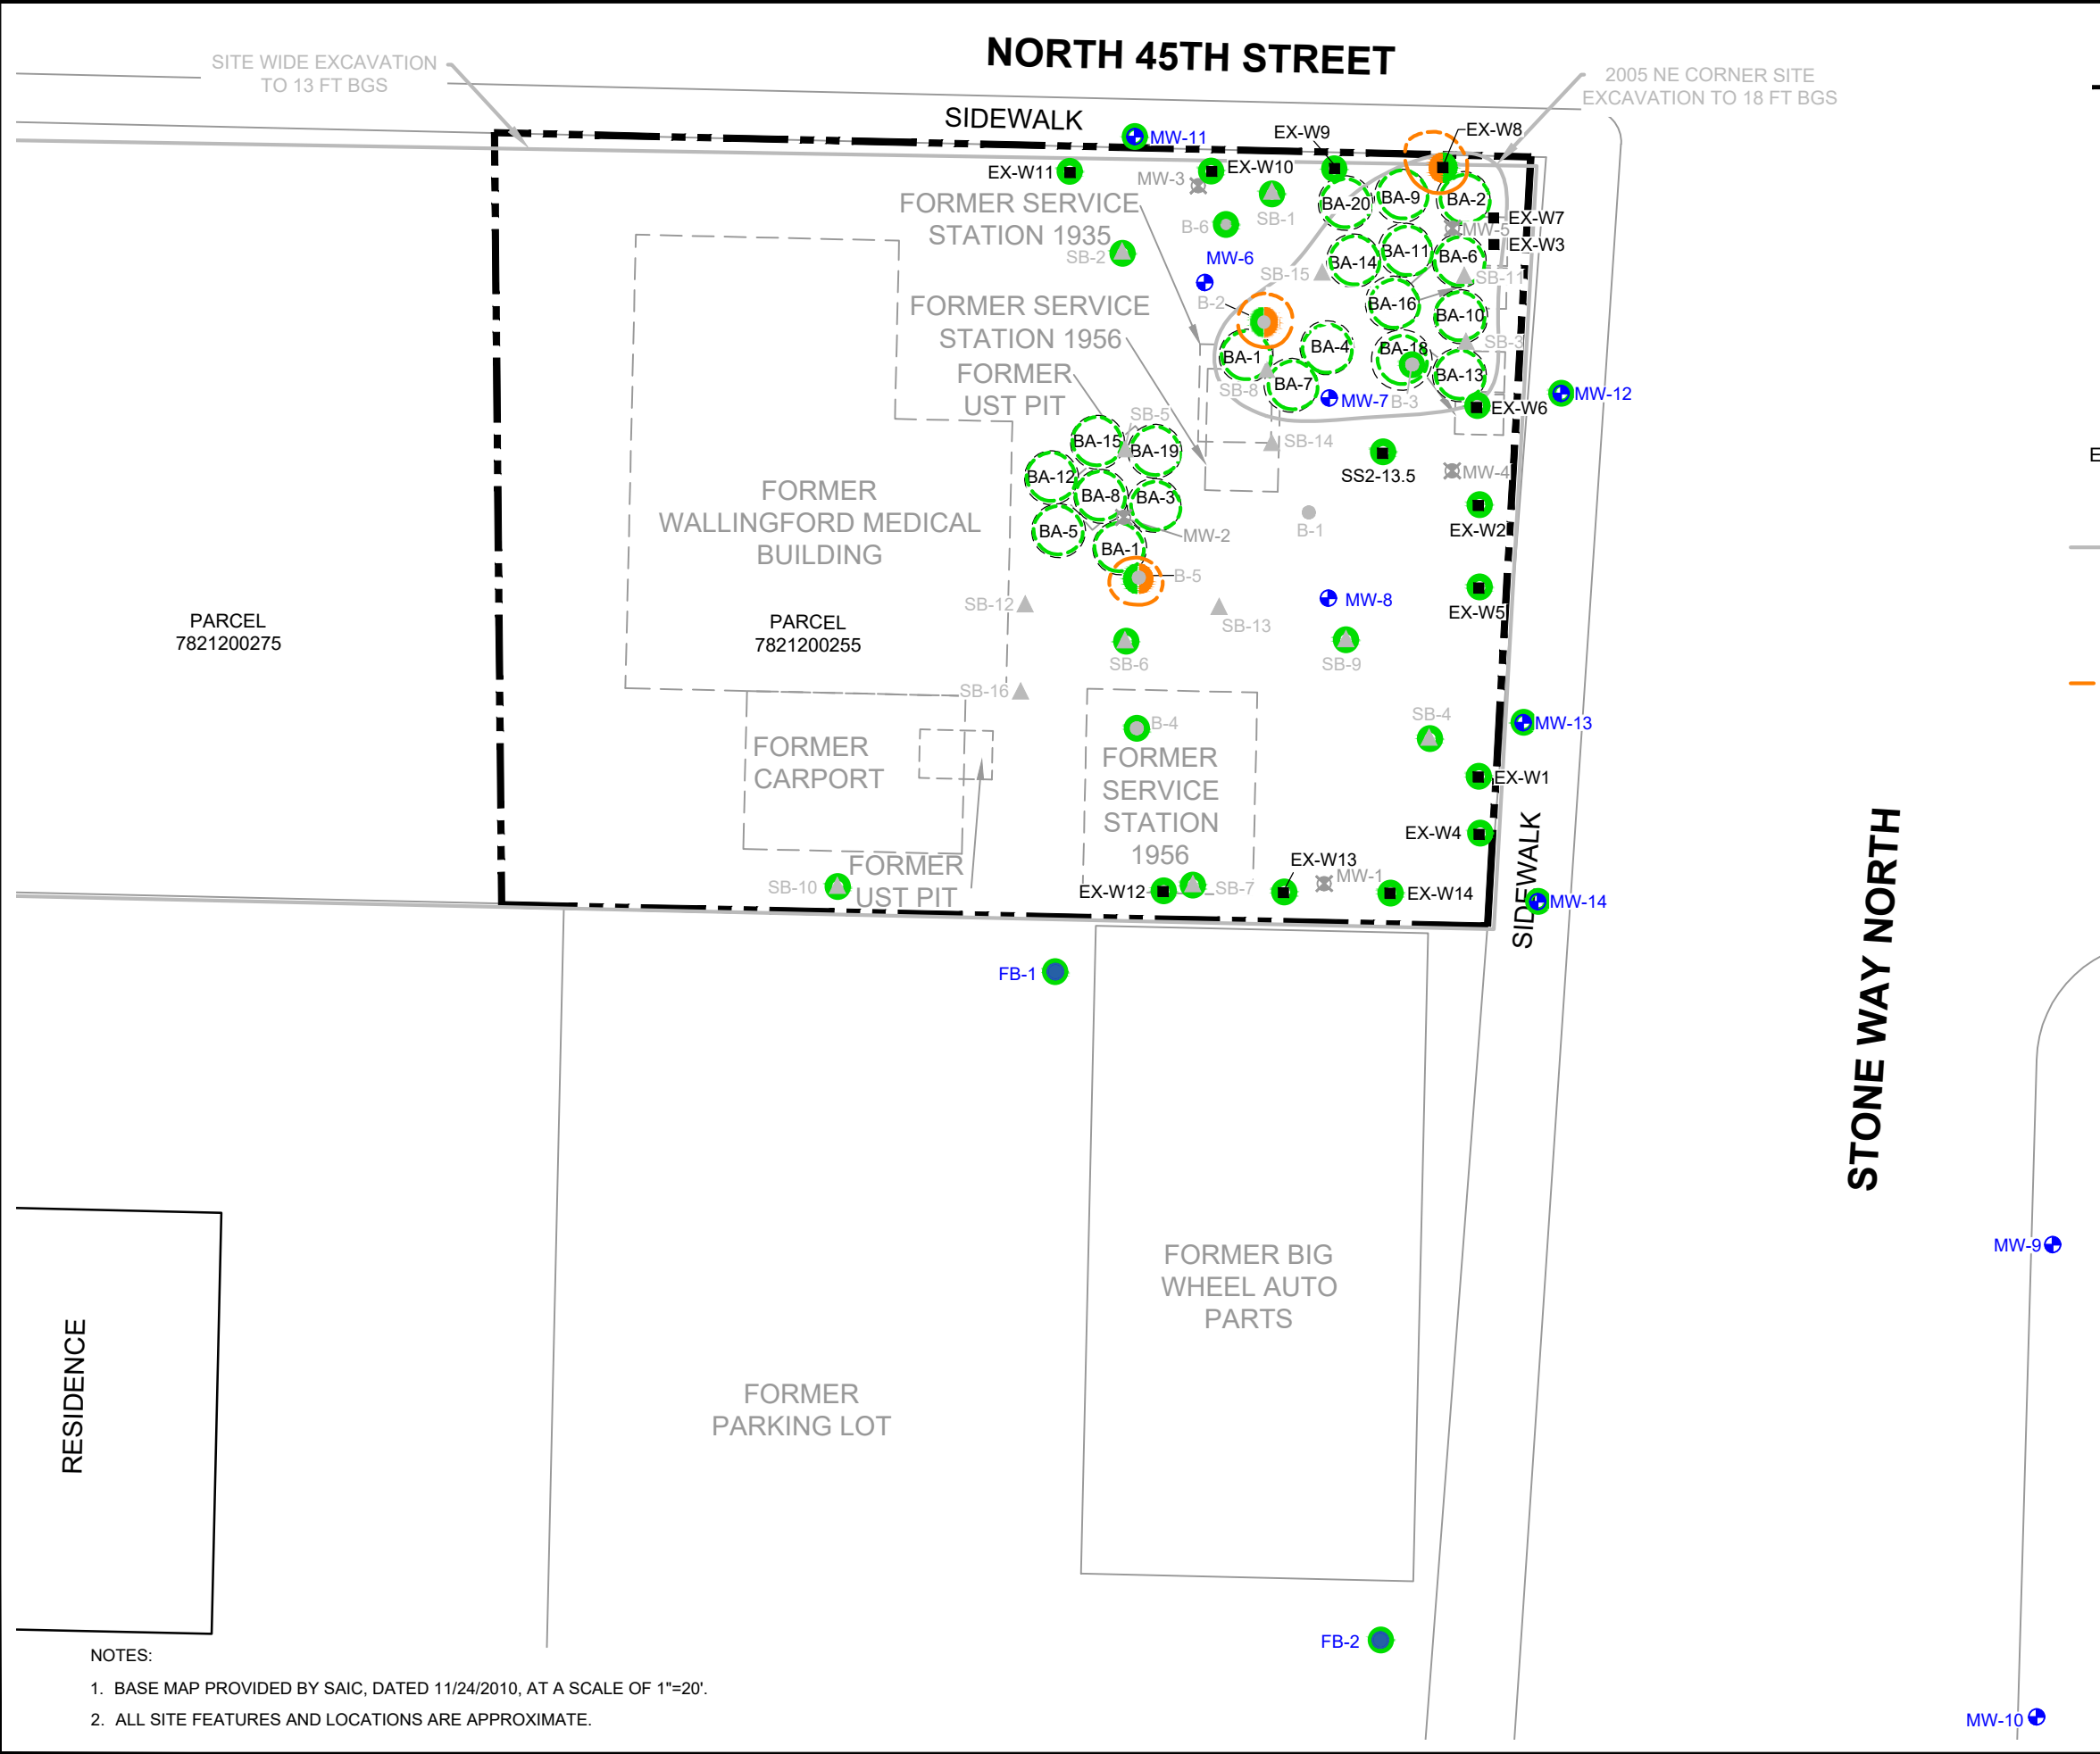 NORTH 45TH STREET
SITE WIDE EXCAVATION
TO 13 FT BGS
2005 NE CORNER SITE
EXCAVATION TO 18 FT BGS
SIDEWALK
MW-11
EX-W9
EX-W8
EX-W11
EX-W10
MW-3
BA-20
BA-9
BA-2
FORMER SERVICE
STATION 1935
SB-1
B-6
EX-W7
MW-5
EX-W3
SB-2
MW-6
BA-14
BA-11
BA-6
SB-15
SB-11
FORMER SERVICE
STATION 1956
B-2
BA-16
BA-10
BA-1
BA-4
BA-18
SB-3
FORMER
UST PIT
SB-8
BA-7
BA-13
MW-7
B-3
EX-W6
MW-12
SB-5
BA-15
BA-19
SB-14
BA-12
SS2-13.5
MW-4
E
FORMER
WALLINGFORD MEDICAL
BUILDING
BA-8
BA-3
BA-5
BA-1
MW-2
B-1
EX-W2
B-5
SB-12
SB-13
MW-8
EX-W5
PARCEL
7821200275
PARCEL
7821200255
SB-6
SB-9
SB-16
B-4
SB-4
MW-13
FORMER
CARPORT
FORMER
SERVICE
STATION
1956
EX-W1
EX-W4
SIDEWALK
FORMER
UST PIT
SB-10
EX-W12
SB-7
EX-W13
MW-1
EX-W14
MW-14
FB-1
STONE WAY NORTH
MW-9
FORMER BIG
WHEEL AUTO
PARTS
RESIDENCE
FORMER
PARKING LOT
FB-2
MW-10
NOTES:
1. BASE MAP PROVIDED BY SAIC, DATED 11/24/2010, AT A SCALE OF 1"=20'.
2. ALL SITE FEATURES AND LOCATIONS ARE APPROXIMATE.